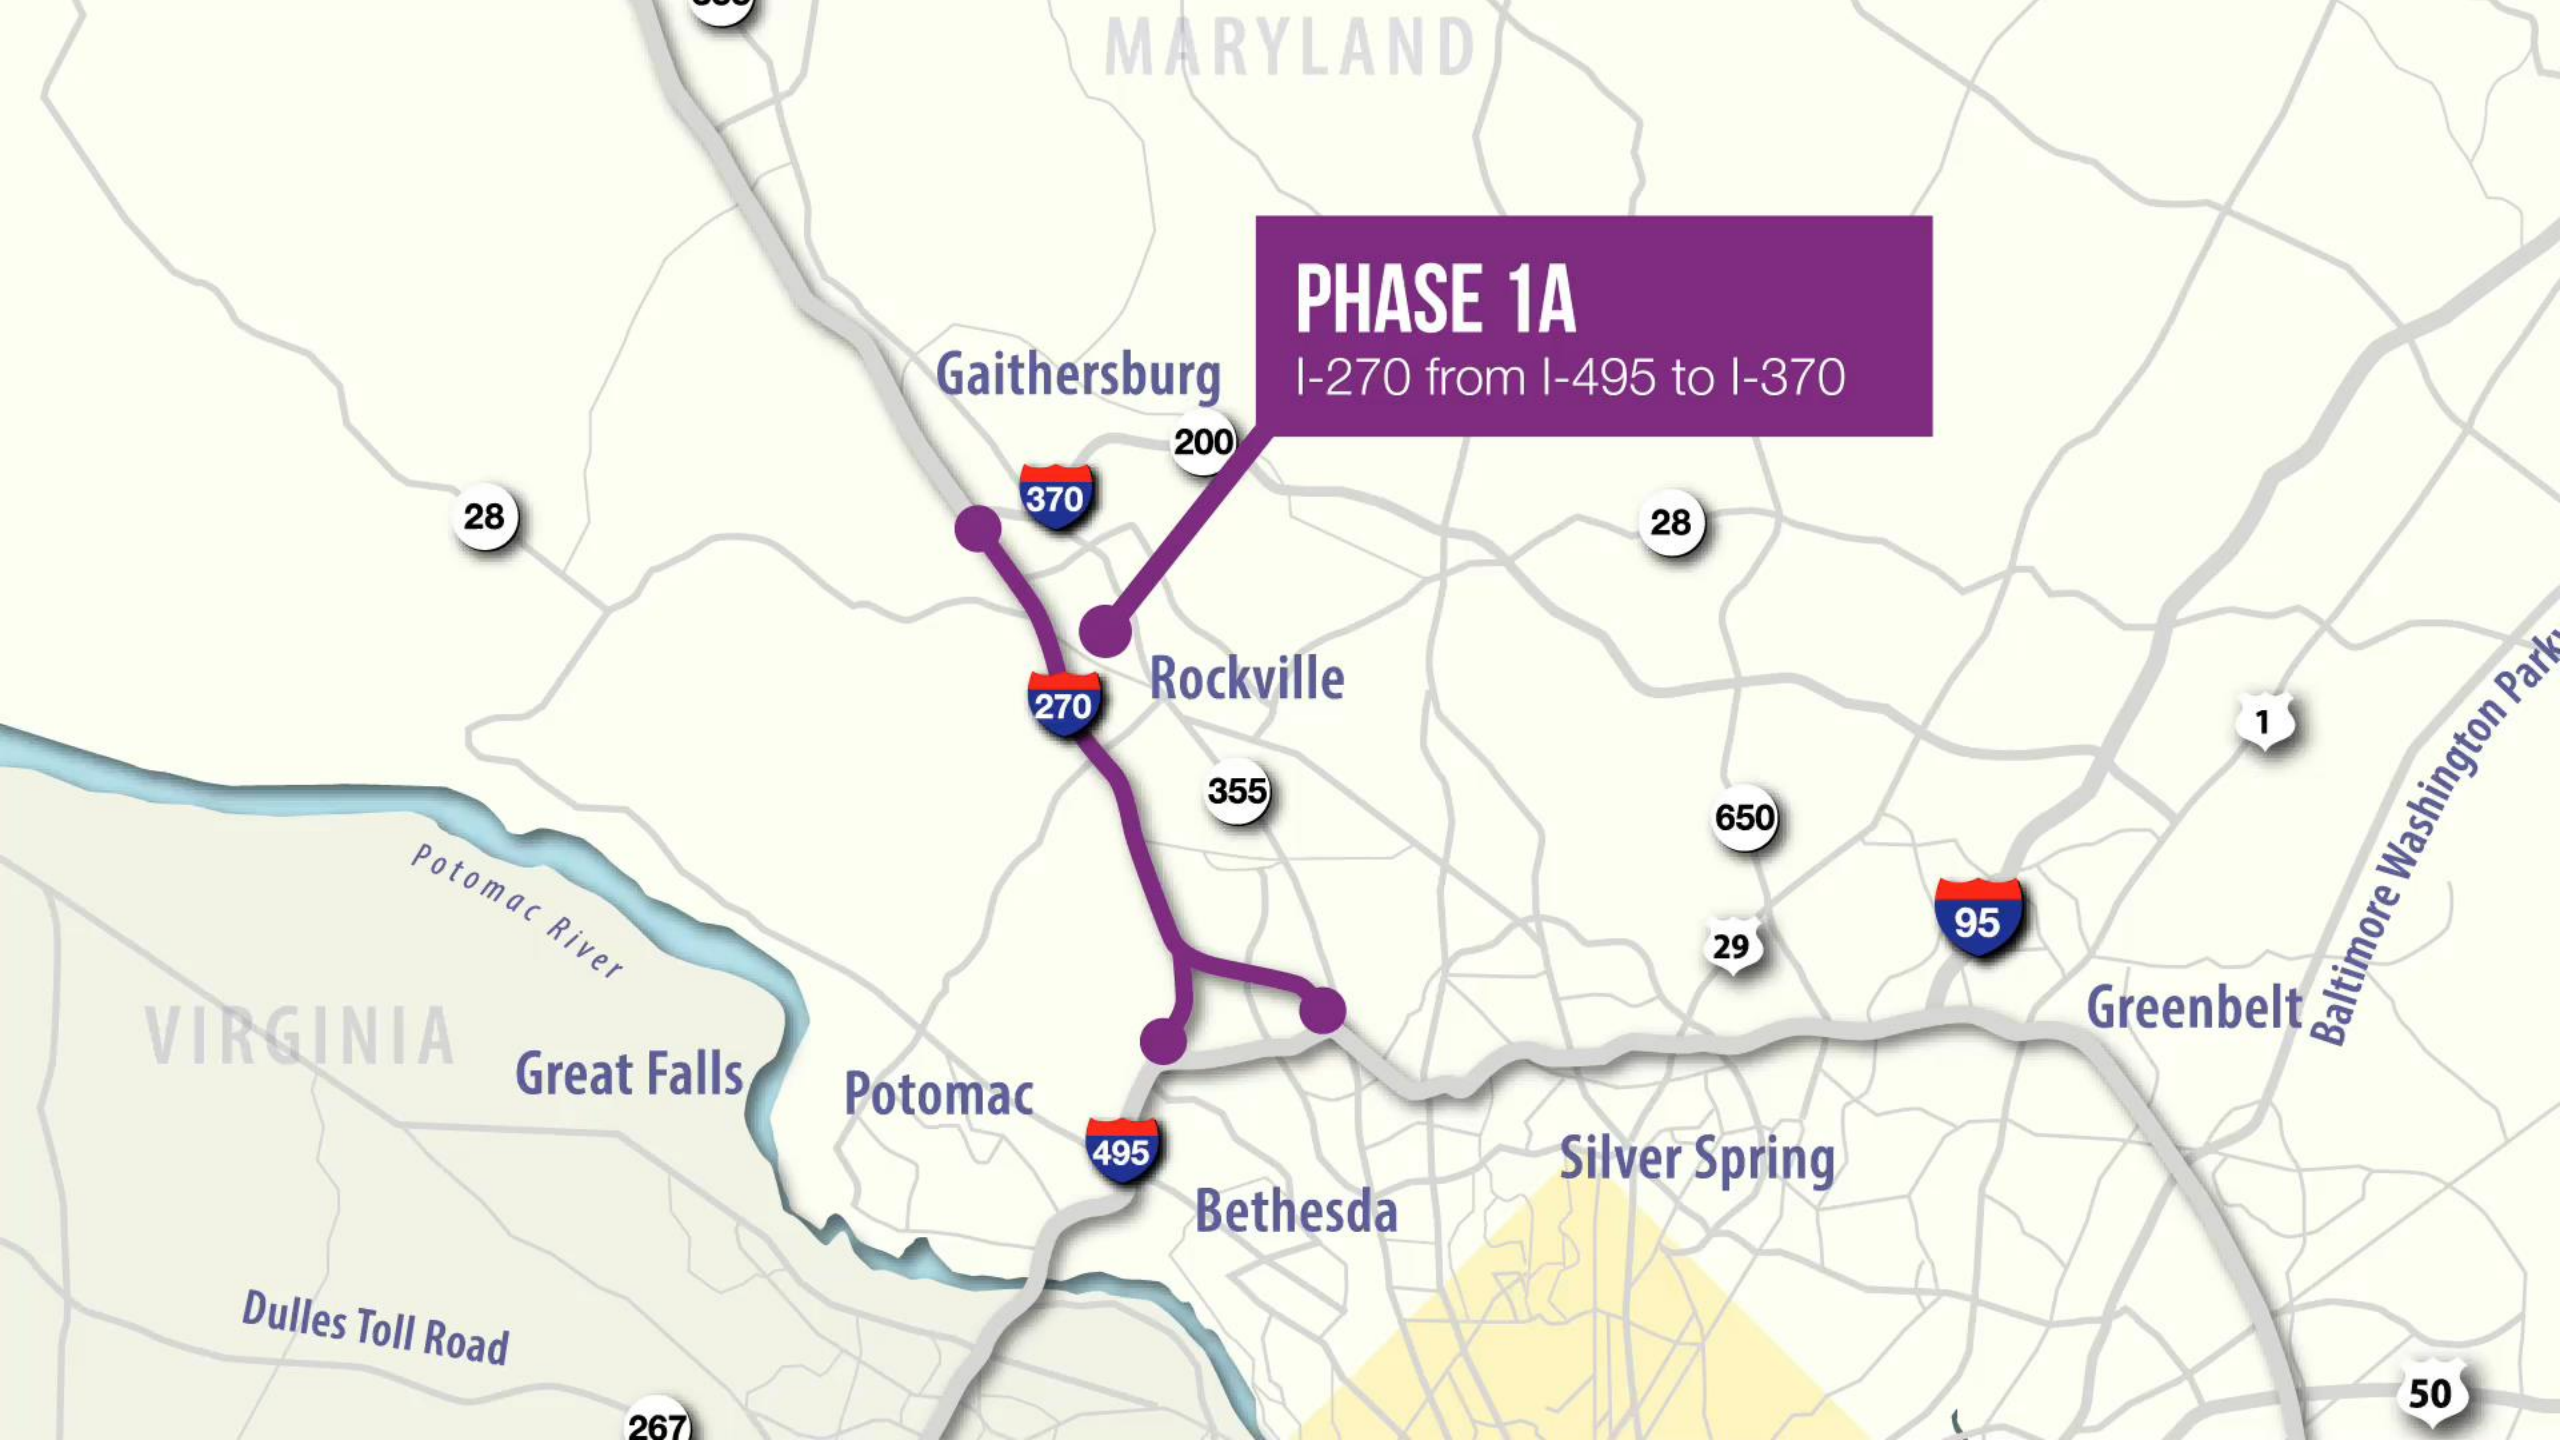 MARYLAND
PHASE 1A
I-270 from I-495 to I-370
Gaithersburg
200
370
28
28
Rockville
270
1
355
650
Potomac River
95
29
Baltimore Washington
Greenbelt
VIRGINIA
Great Falls
Potomac
495
Silver Spring
Bethesda
Dulles Toll Road
50
267